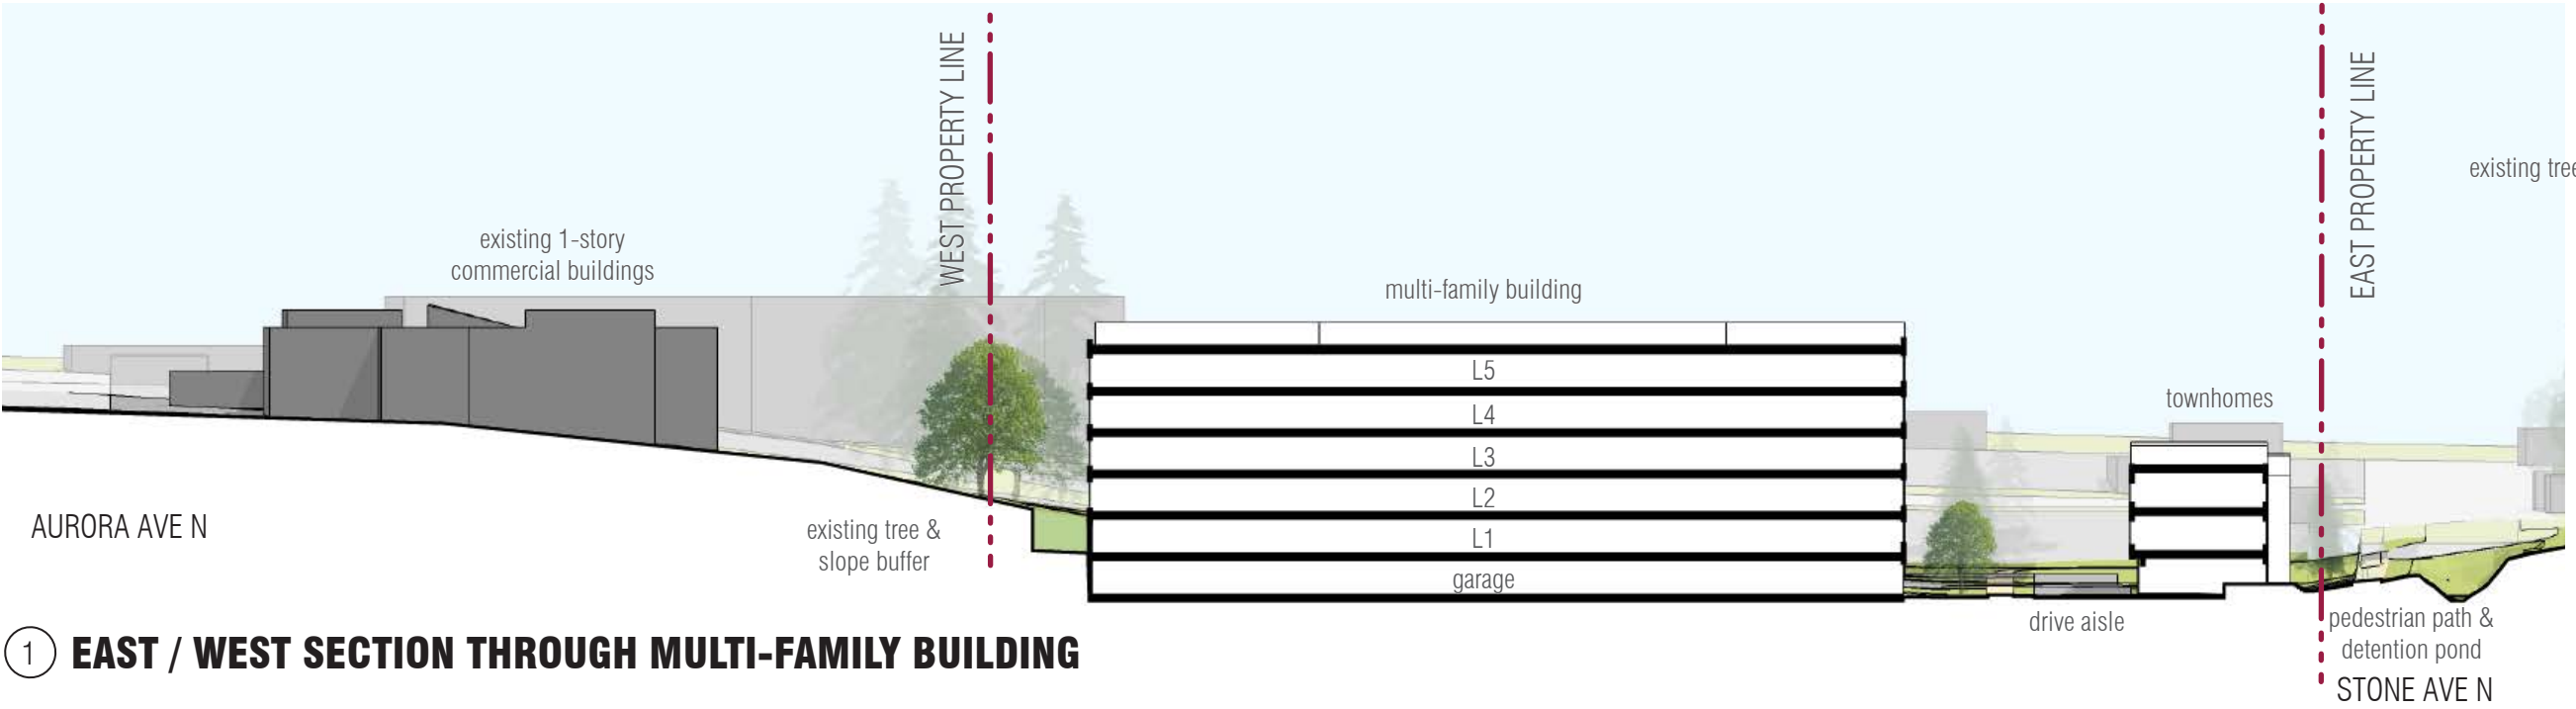 WEST PROPERTY LINE
EAST PROPERTY LINE
existing tree
existing 1-story
commercial buildings
multi-family building
L5
L4
townhomes
L3
L2
AURORA AVE N
existing tree &
slope buffer
L1
garage
drive aisle
pedestrian path &
detention pond
1 EAST / WEST SECTION THROUGH MULTI-FAMILY BUILDING
STONE AVE N